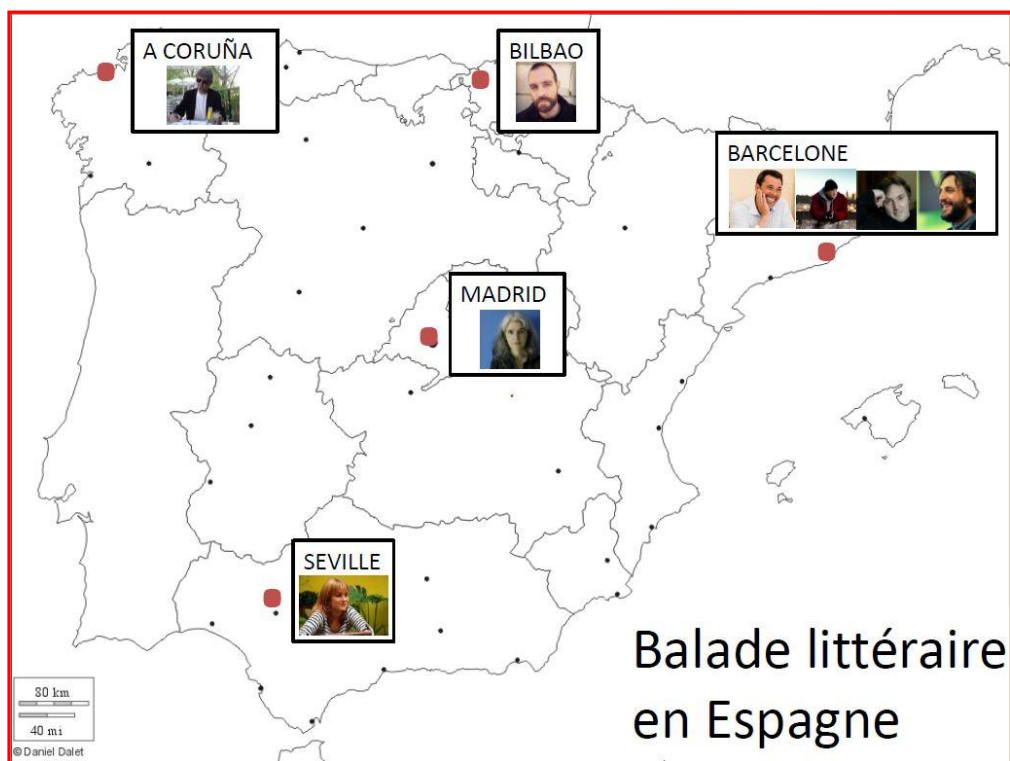 A CORUÑA
BILBAO
BARCELONE
MADRID
SEVILLE
Balade littéraire
en Espagne
80 km
40 mi
©Daniel Dalet